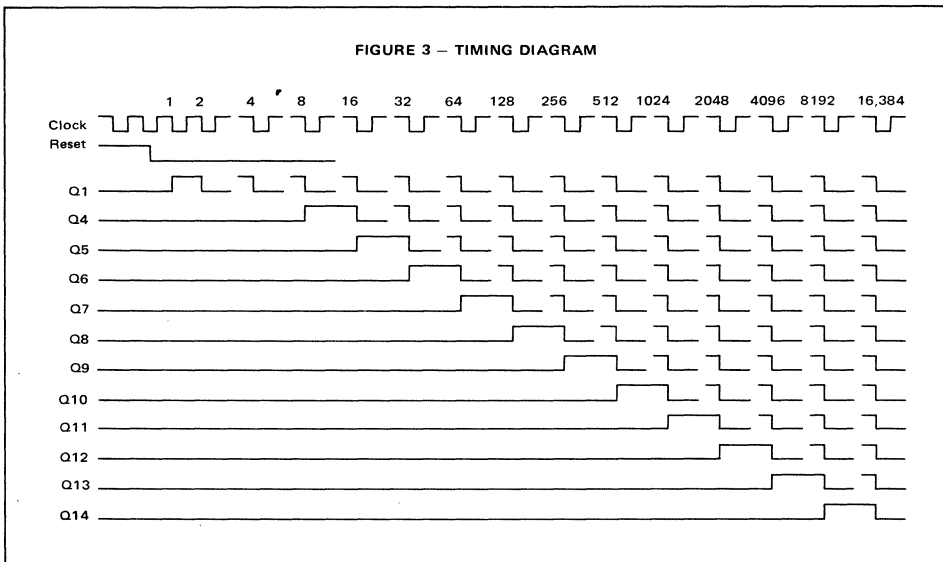 FIGURE 3 – TIMING DIAGRAM
1 2 4 8 16 32 64 128 256 512 1024 2048 4096 8192 16,384
Clock
Reset
Q1
Q4
Q5
Q6
Q7
Q8
Q9
Q10
Q11
Q12
Q13
Q14